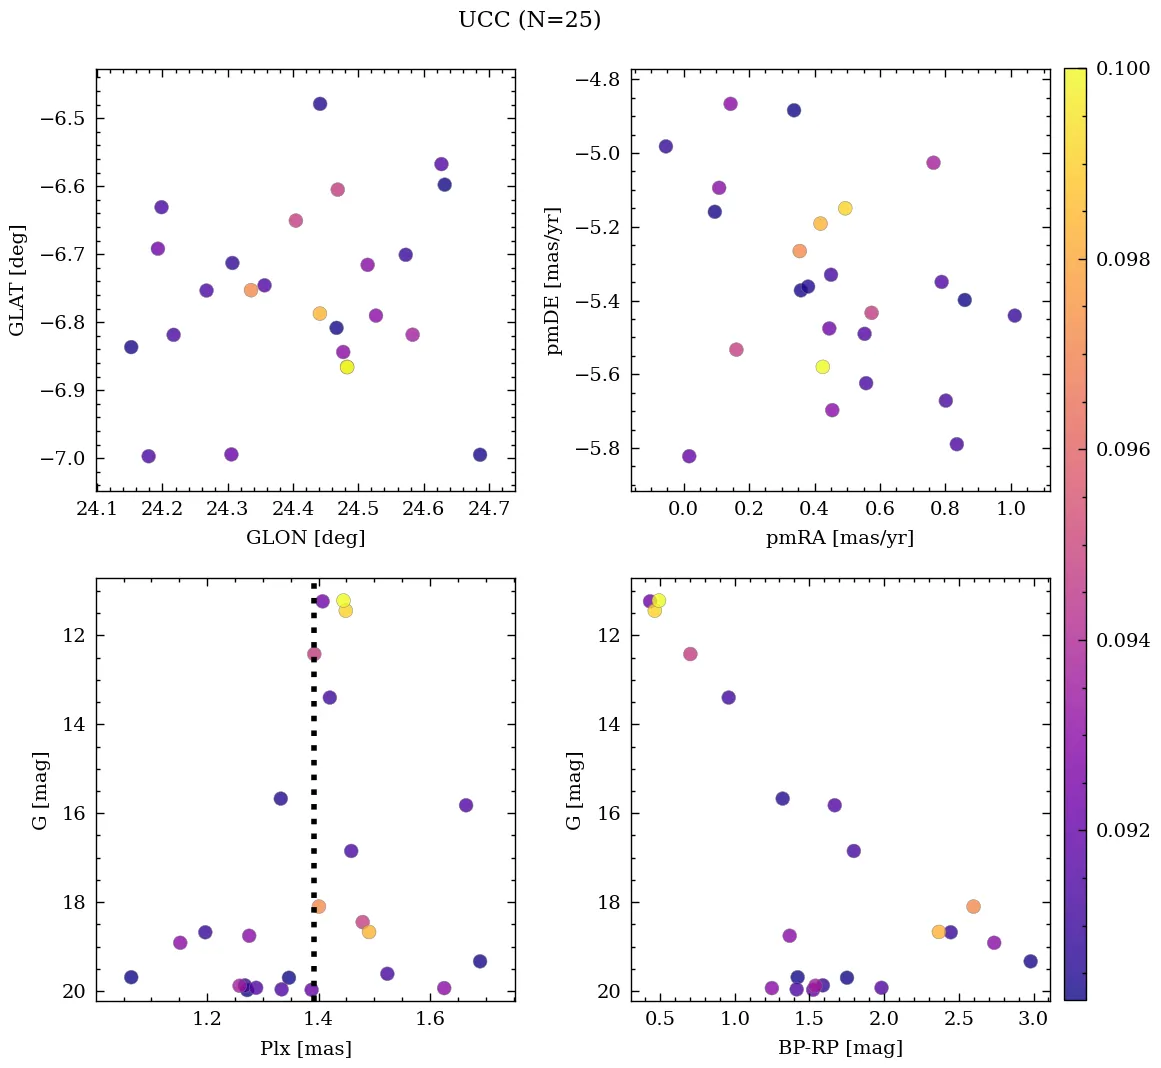 UCC (N=25)
−6.5
−6.6
−6.7
−6.8
−6.9
−7.0
GLAT [deg]
24.1 24.2 24.3 24.4 24.5 24.6 24.7
GLON [deg]
−4.8
−5.0
−5.2
−5.4
−5.6
−5.8
pmDE [mas/yr]
0.0 0.2 0.4 0.6 0.8 1.0
pmRA [mas/yr]
0.100
0.098
0.096
0.094
0.092
12
14
16
18
20
G [mag]
1.2 1.4 1.6
Plx [mas]
12
14
16
18
20
G [mag]
0.5 1.0 1.5 2.0 2.5 3.0
BP-RP [mag]